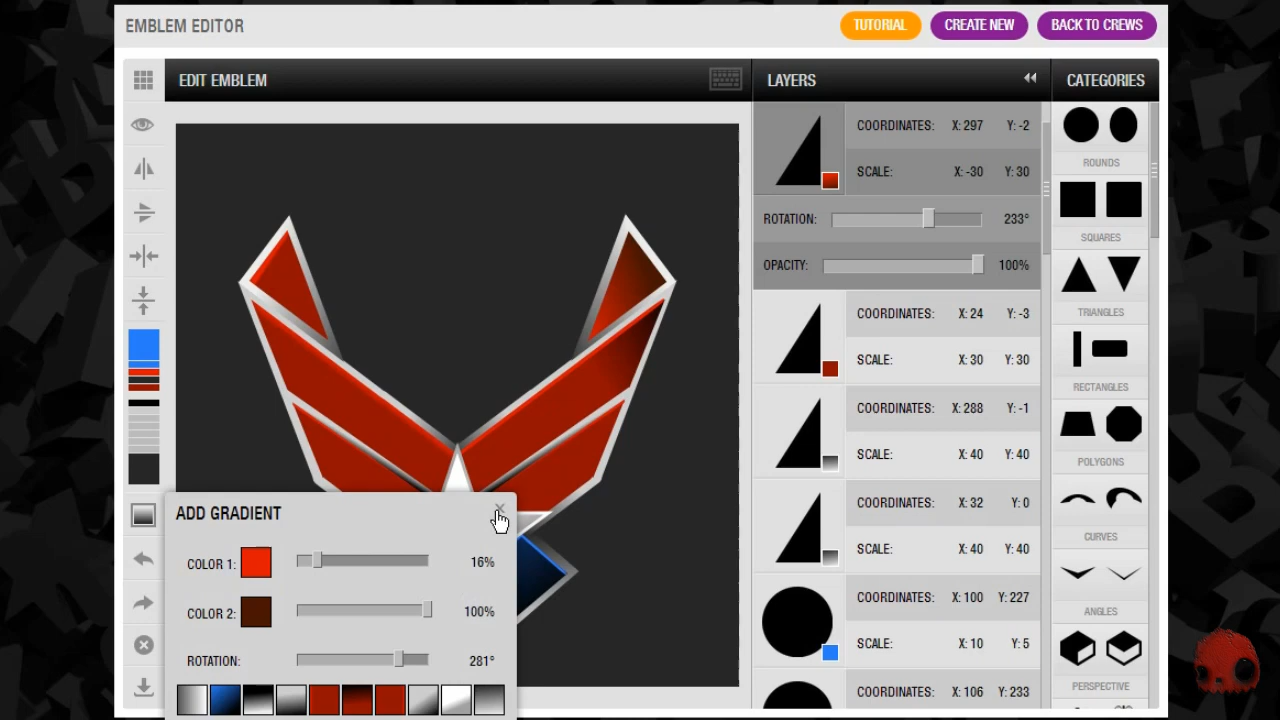 EMBLEM EDITOR
TUTORIAL
CREATE NEW
BACK TO CREWS
EDIT EMBLEM
LAYERS
CATEGORIES
COORDINATES: X: 297 Y: -2
SCALE: X: -30 Y: 30
ROTATION: 233°
OPACITY: 100%
COORDINATES: X: 24 Y: -3
SCALE: X: 30 Y: 30
COORDINATES: X: 288 Y: -1
SCALE: X: 40 Y: 40
COORDINATES: X: 32 Y: 0
SCALE: X: 40 Y: 40
COORDINATES: X: 100 Y: 227
SCALE: X: 10 Y: 5
COORDINATES: X: 106 Y: 233
ROUNDS
SQUARES
TRIANGLES
RECTANGLES
POLYGONS
CURVES
ANGLES
PERSPECTIVE
ADD GRADIENT
COLOR 1: 16%
COLOR 2: 100%
ROTATION: 281°